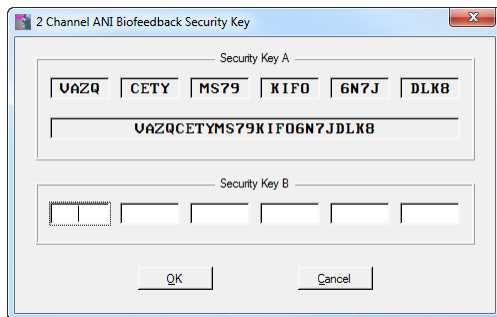 2 Channel ANI Biofeedback Security Key
Security Key A
VAZQ CETY MS79 KIFO 6N7J DLK8
VAZQCETYMS79KIFO6N7JDLK8
Security Key B
OK Cancel